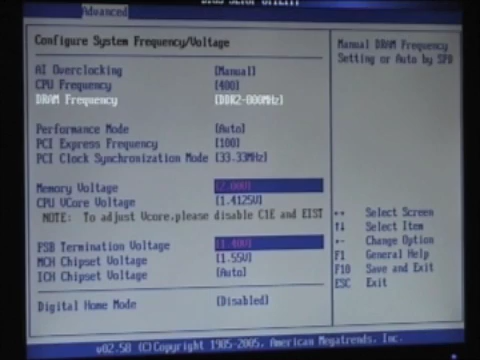 BIOS SETUP UTILITY
Advanced
Configure System Frequency/Voltage
AI Overclocking [Manual]
CPU Frequency [400]
DRAM Frequency [DDR2-800MHz]
Performance Mode [Auto]
PCI Express Frequency [100]
PCI Clock Synchronization Mode [33.33MHz]
Memory Voltage
CPU VCore Voltage [1.4125V]
NOTE: To adjust Vcore,please disable C1E and EIST
FSB Termination Voltage [1.40V]
MCH Chipset Voltage [1.55V]
ICH Chipset Voltage [Auto]
Digital Home Mode [Disabled]
Manual DRAM Frequency
Setting or Auto by SPD
↔ Select Screen
↑↓ Select Item
+- Change Option
F1 General Help
F10 Save and Exit
ESC Exit
v02.58 (C)Copyright 1985-2005, American Megatrends, Inc.